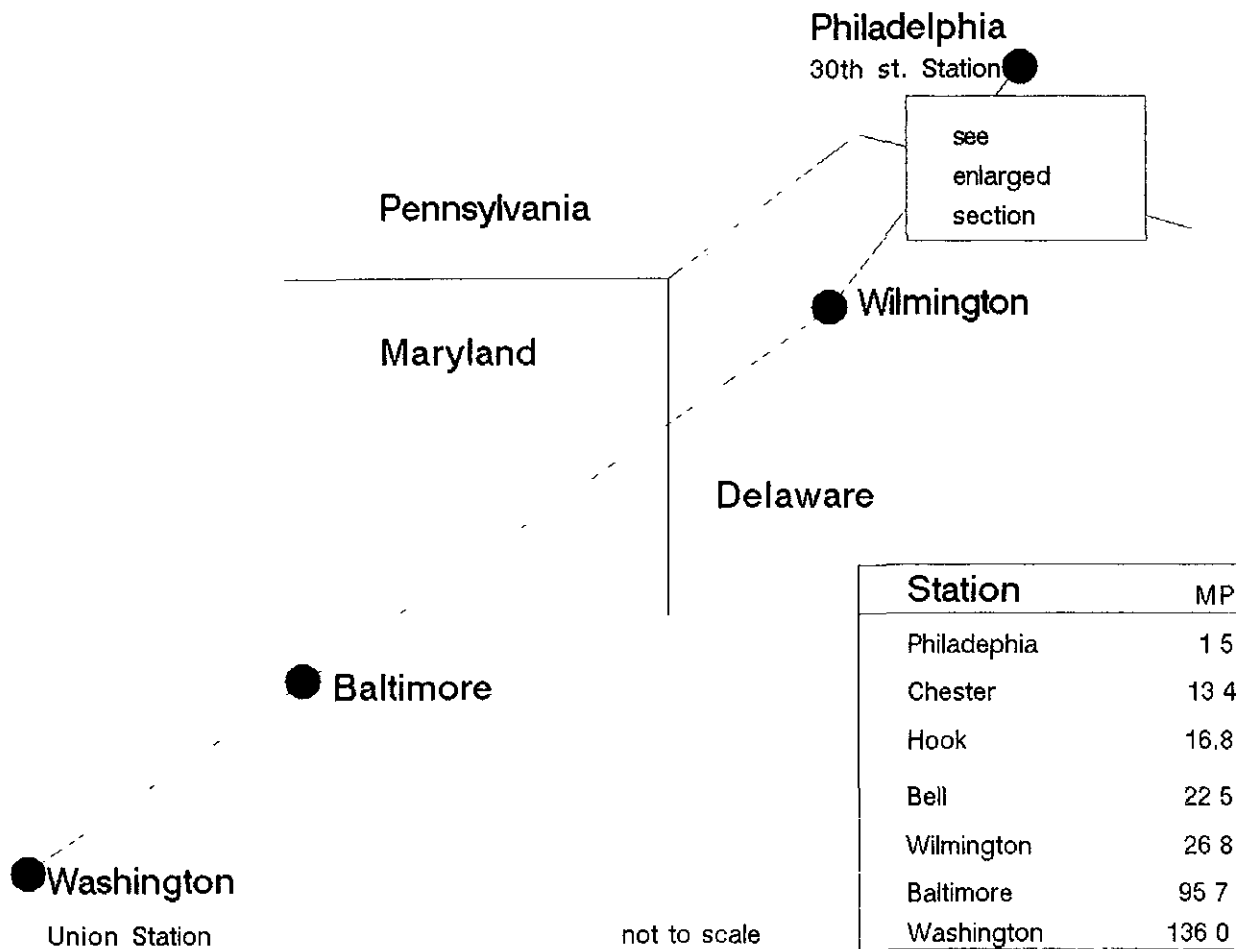 Philadelphia
30th st. Station
see
enlarged
section
Pennsylvania
Wilmington
Maryland
Delaware
Baltimore
Washington
Union Station
not to scale
Station MP
Philadephia 1 5
Chester 13 4
Hook 16.8
Bell 22 5
Wilmington 26 8
Baltimore 95 7
Washington 136 0